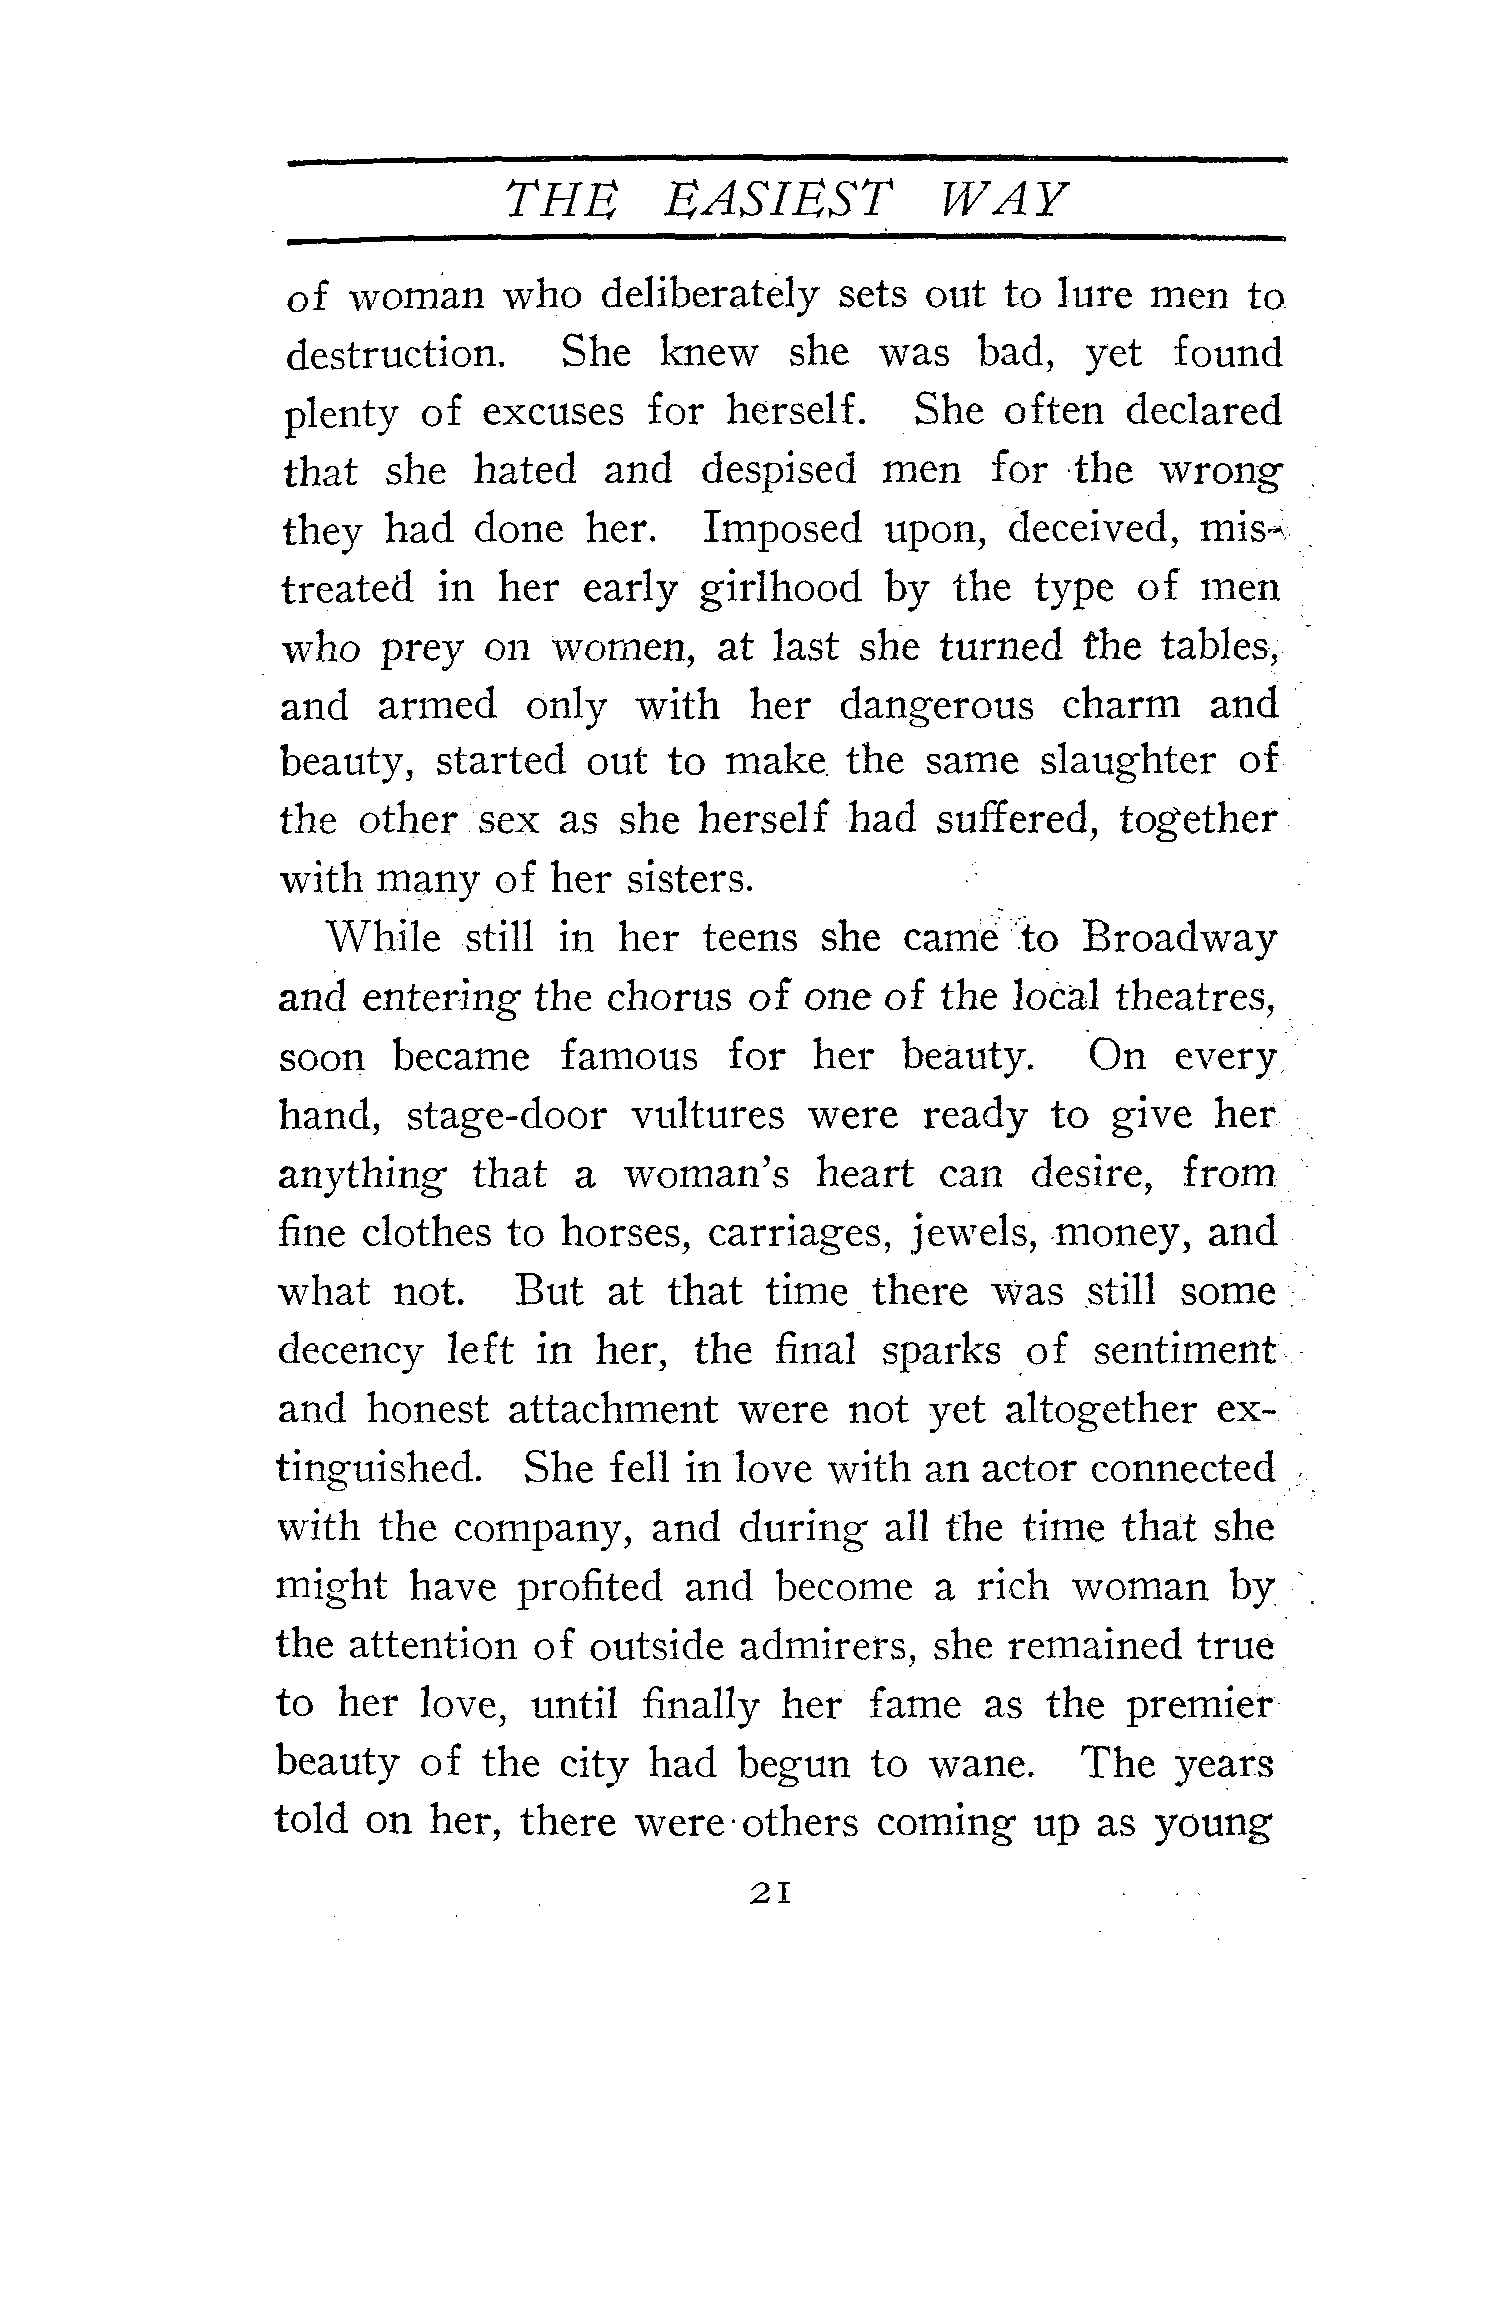 THE EASIEST WAY
of woman who deliberately sets out to lure men to
destruction. She knew she was bad, yet found
plenty of excuses for herself. She often declared
that she hated and despised men for the wrong
they had done her. Imposed upon, deceived, mis-
treated in her early girlhood by the type of men
who prey on women, at last she turned the tables,
and armed only with her dangerous charm and
beauty, started out to make the same slaughter of
the other sex as she herself had suffered, together
with many of her sisters.
While still in her teens she came to Broadway
and entering the chorus of one of the local theatres,
soon became famous for her beauty. On every
hand, stage-door vultures were ready to give her
anything that a woman's heart can desire, from
fine clothes to horses, carriages, jewels, money, and
what not. But at that time there was still some
decency left in her, the final sparks of sentiment
and honest attachment were not yet altogether ex-
tinguished. She fell in love with an actor connected
with the company, and during all the time that she
might have profited and become a rich woman by
the attention of outside admirers, she remained true
to her love, until finally her fame as the premier
beauty of the city had begun to wane. The years
told on her, there were others coming up as young
21